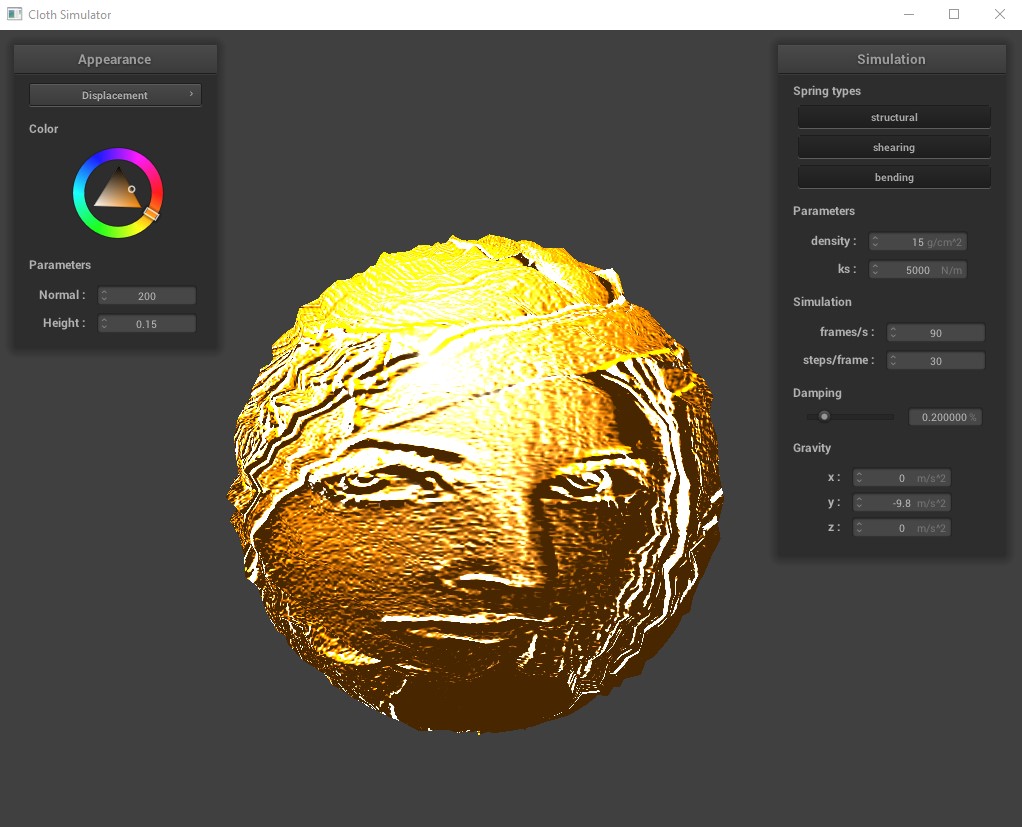 Cloth Simulator
Appearance
Displacement
Color
Parameters
Normal : 200
Height : 0.15
Simulation
Spring types
structural
shearing
bending
Parameters
density : 15 g/cm^2
ks : 5000 N/m
Simulation
frames/s : 90
steps/frame : 30
Damping
0.200000 %
Gravity
x : 0 m/s^2
y : -9.8 m/s^2
z : 0 m/s^2